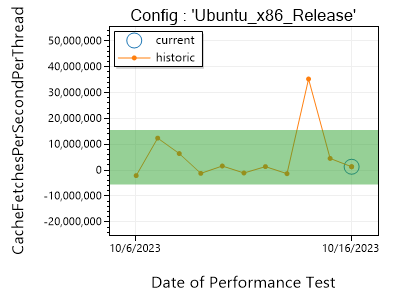 Config : 'Ubuntu_x86_Release'
CacheFetchesPerSecondPerThread
50,000,000
40,000,000
30,000,000
20,000,000
10,000,000
0
-10,000,000
-20,000,000
current
historic
10/6/2023
10/16/2023
Date of Performance Test